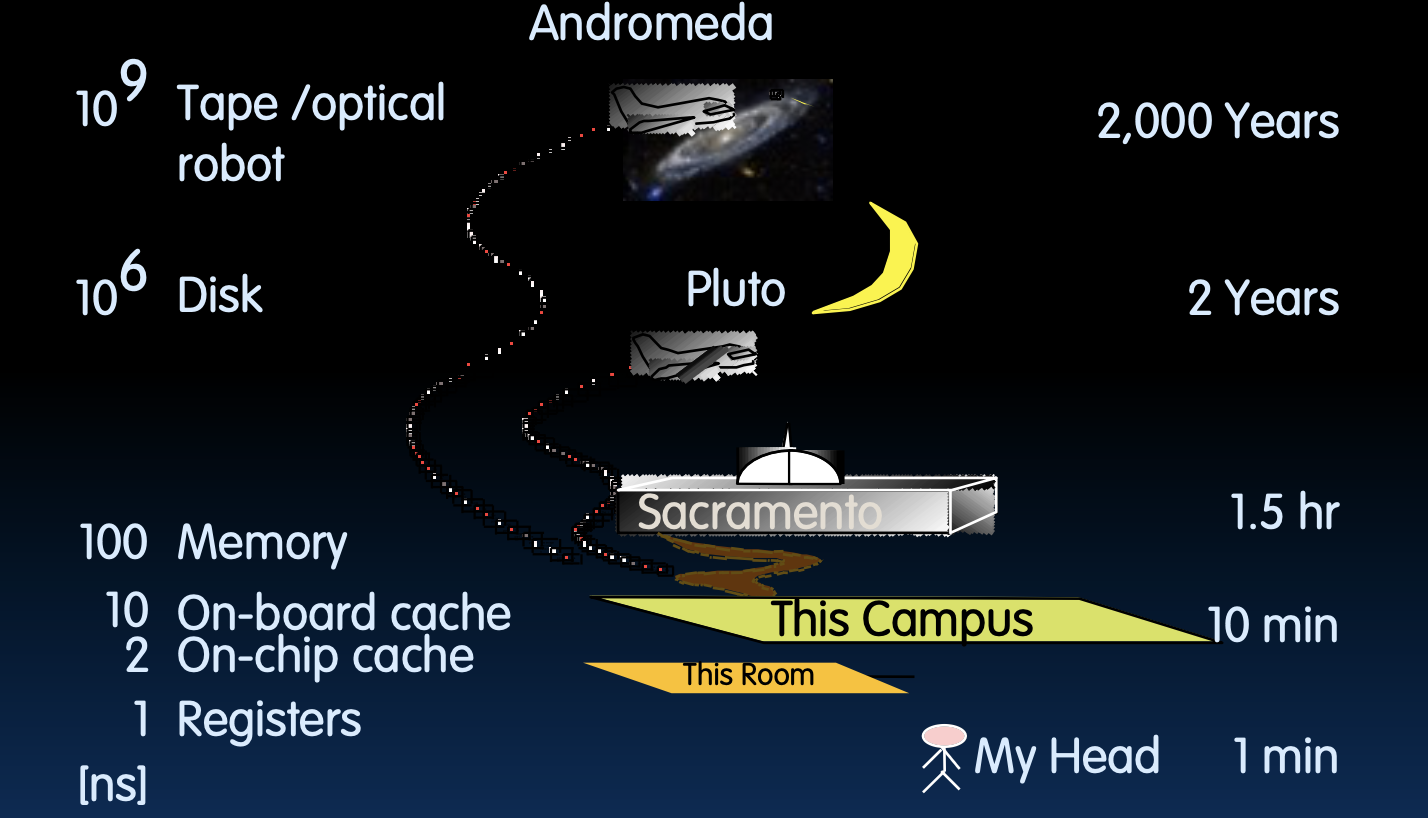 Andromeda
10^9 Tape /optical robot 2,000 Years
10^6 Disk Pluto 2 Years
Sacramento 1.5 hr
100 Memory
10 On-board cache This Campus 10 min
2 On-chip cache
This Room
1 Registers
My Head 1 min
[ns]